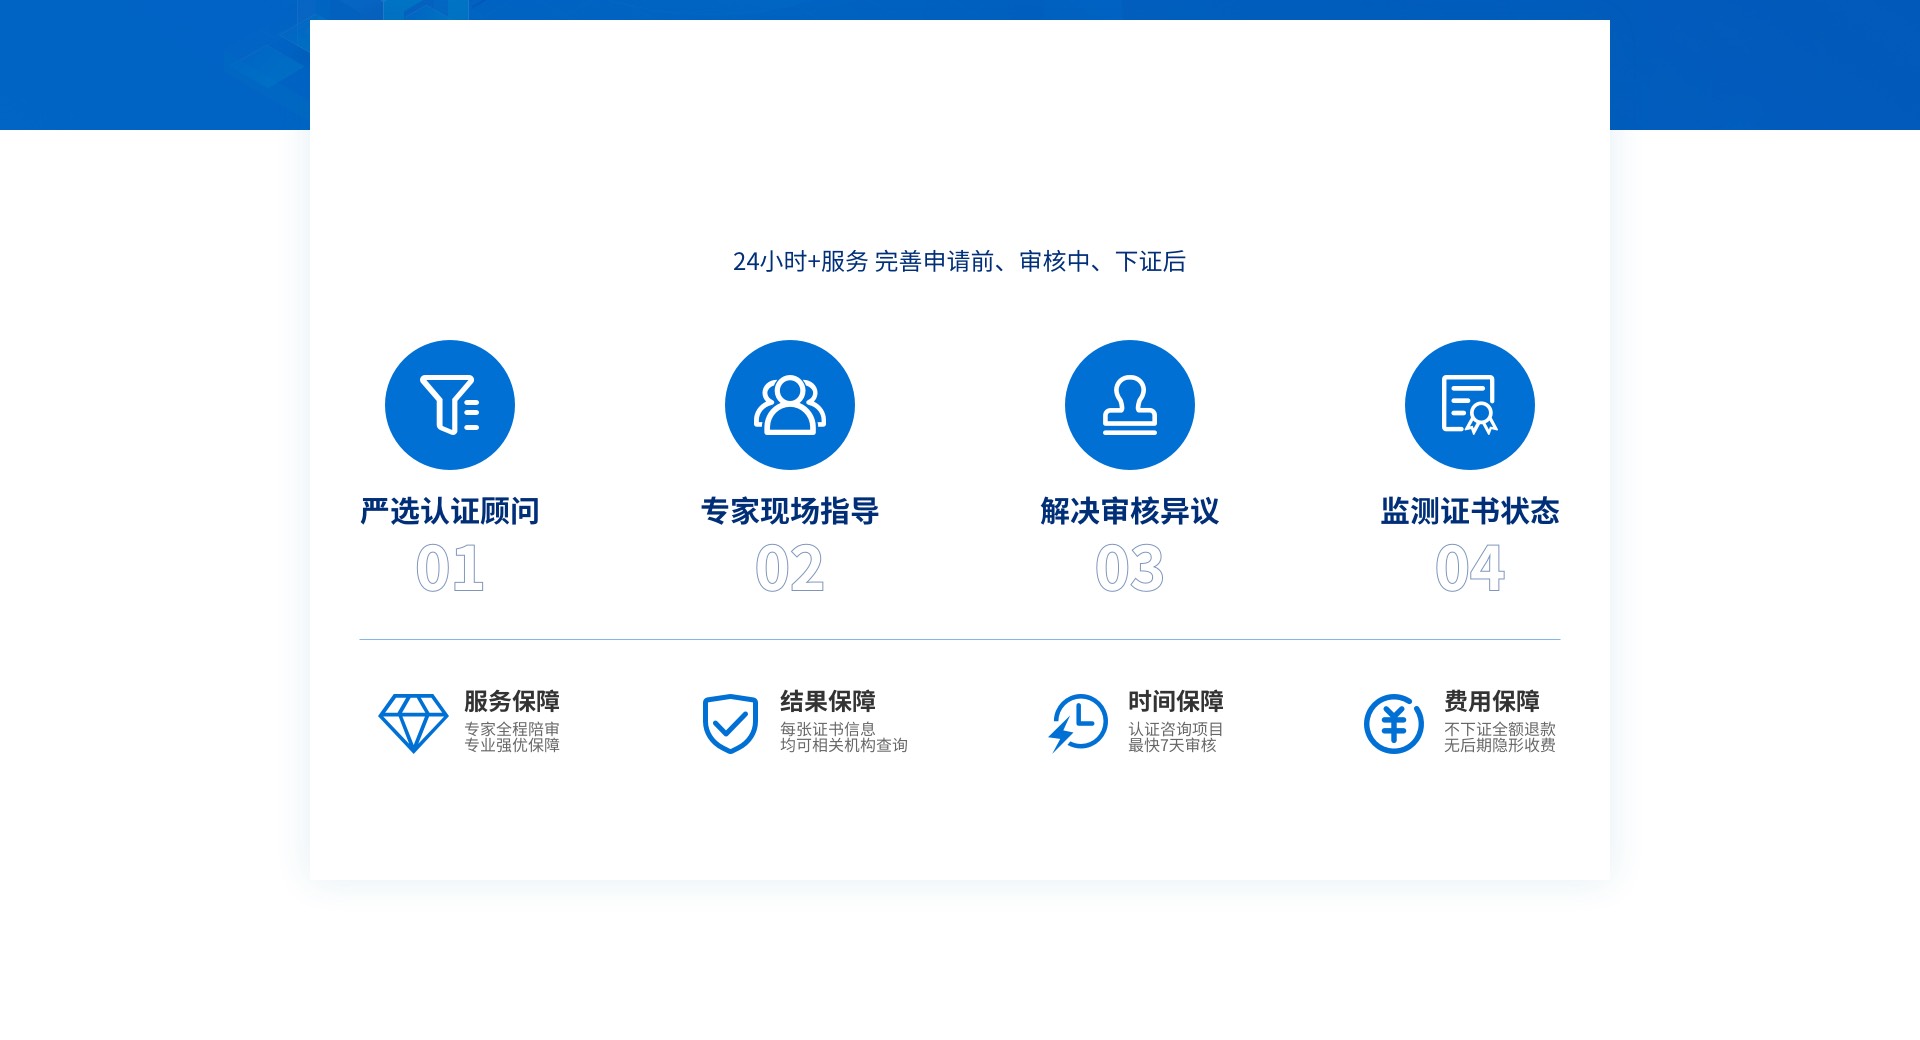 24小时+服务 完善申请前、审核中、下证后
严选认证顾问
01
专家现场指导
02
解决审核异议
03
监测证书状态
04
服务保障
专家全程陪审
专业强优保障
结果保障
每张证书信息
均可相关机构查询
时间保障
认证咨询项目
最快7天审核
费用保障
不下证全额退款
无后期隐形收费